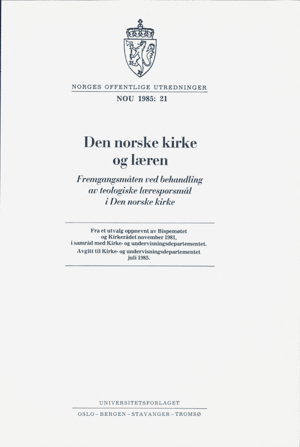 NORGES OFFENTLIGE UTREDNINGER
NOU 1985: 21
Den norske kirke
og læren
Fremgangsmåten ved behandling
av teologiske lærespørsmål
i Den norske kirke
Fra et utvalg oppnevnt av Bispemøtet
og Kirkerådet november 1981,
i samråd med Kirke- og undervisningsdepartementet.
Avgitt til Kirke- og undervisningsdepartementet
juli 1985.
UNIVERSITETSFORLAGET
OSLO – BERGEN – STAVANGER – TROMSØ